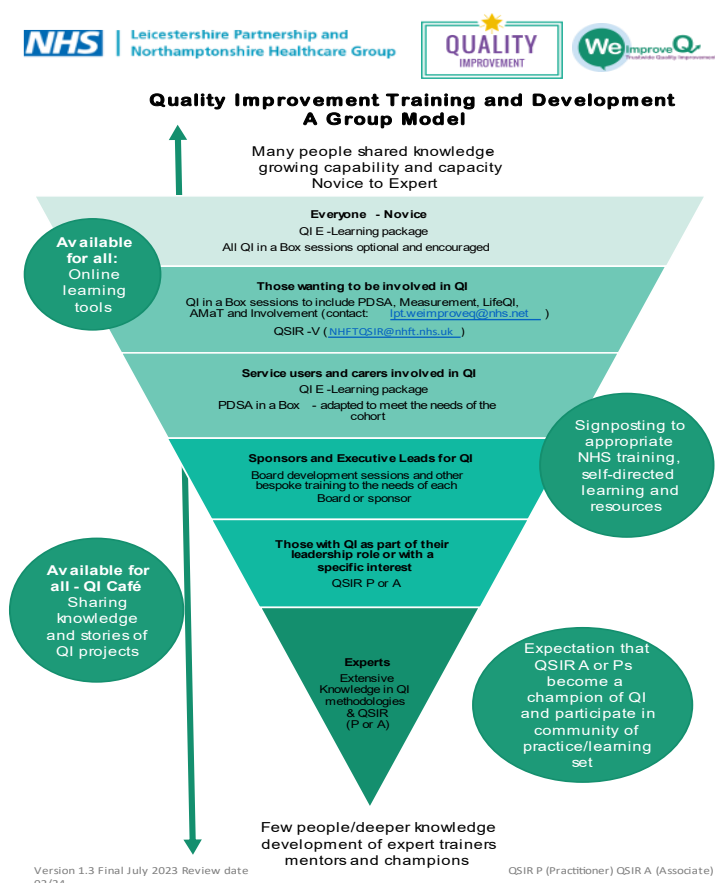 NHS
Leicestershire Partnership and
Northamptonshire Healthcare Group
QUALITY
IMPROVEMENT
We ImproveQ
Trustwide Quality Improvement
Quality Improvement Training and Development
A Group Model
Many people shared knowledge
growing capability and capacity
Novice to Expert
Everyone - Novice
QI E-Learning package
All QI in a Box sessions optional and encouraged
Available
for all:
Online
learning
tools
Those wanting to be involved in QI
QI in a Box sessions to include PDSA, Measurement, LifeQI,
AMaT and Involvement (contact: lpt.weimproveq@nhs.net )
QSIR -V (NHFTQSIR@nhft.nhs.uk )
Service users and carers involved in QI
QI E-Learning package
PDSA in a Box - adapted to meet the needs of the
cohort
Signposting to
appropriate
NHS training,
self-directed
learning and
resources
Sponsors and Executive Leads for QI
Board development sessions and other
bespoke training to the needs of each
Board or sponsor
Those with QI as part of their
leadership role or with a
specific interest
QSIR P or A
Available for
all - QI Café
Sharing
knowledge
and stories of
QI projects
Experts
Extensive
Knowledge in QI
methodologies
& QSIR
(P or A)
Expectation that
QSIR A or Ps
become a
champion of QI
and participate in
community of
practice/learning
set
Few people/deeper knowledge
development of expert trainers
mentors and champions
Version 1.3 Final July 2023 Review date
QSIR P (Practitioner) QSIR A (Associate)